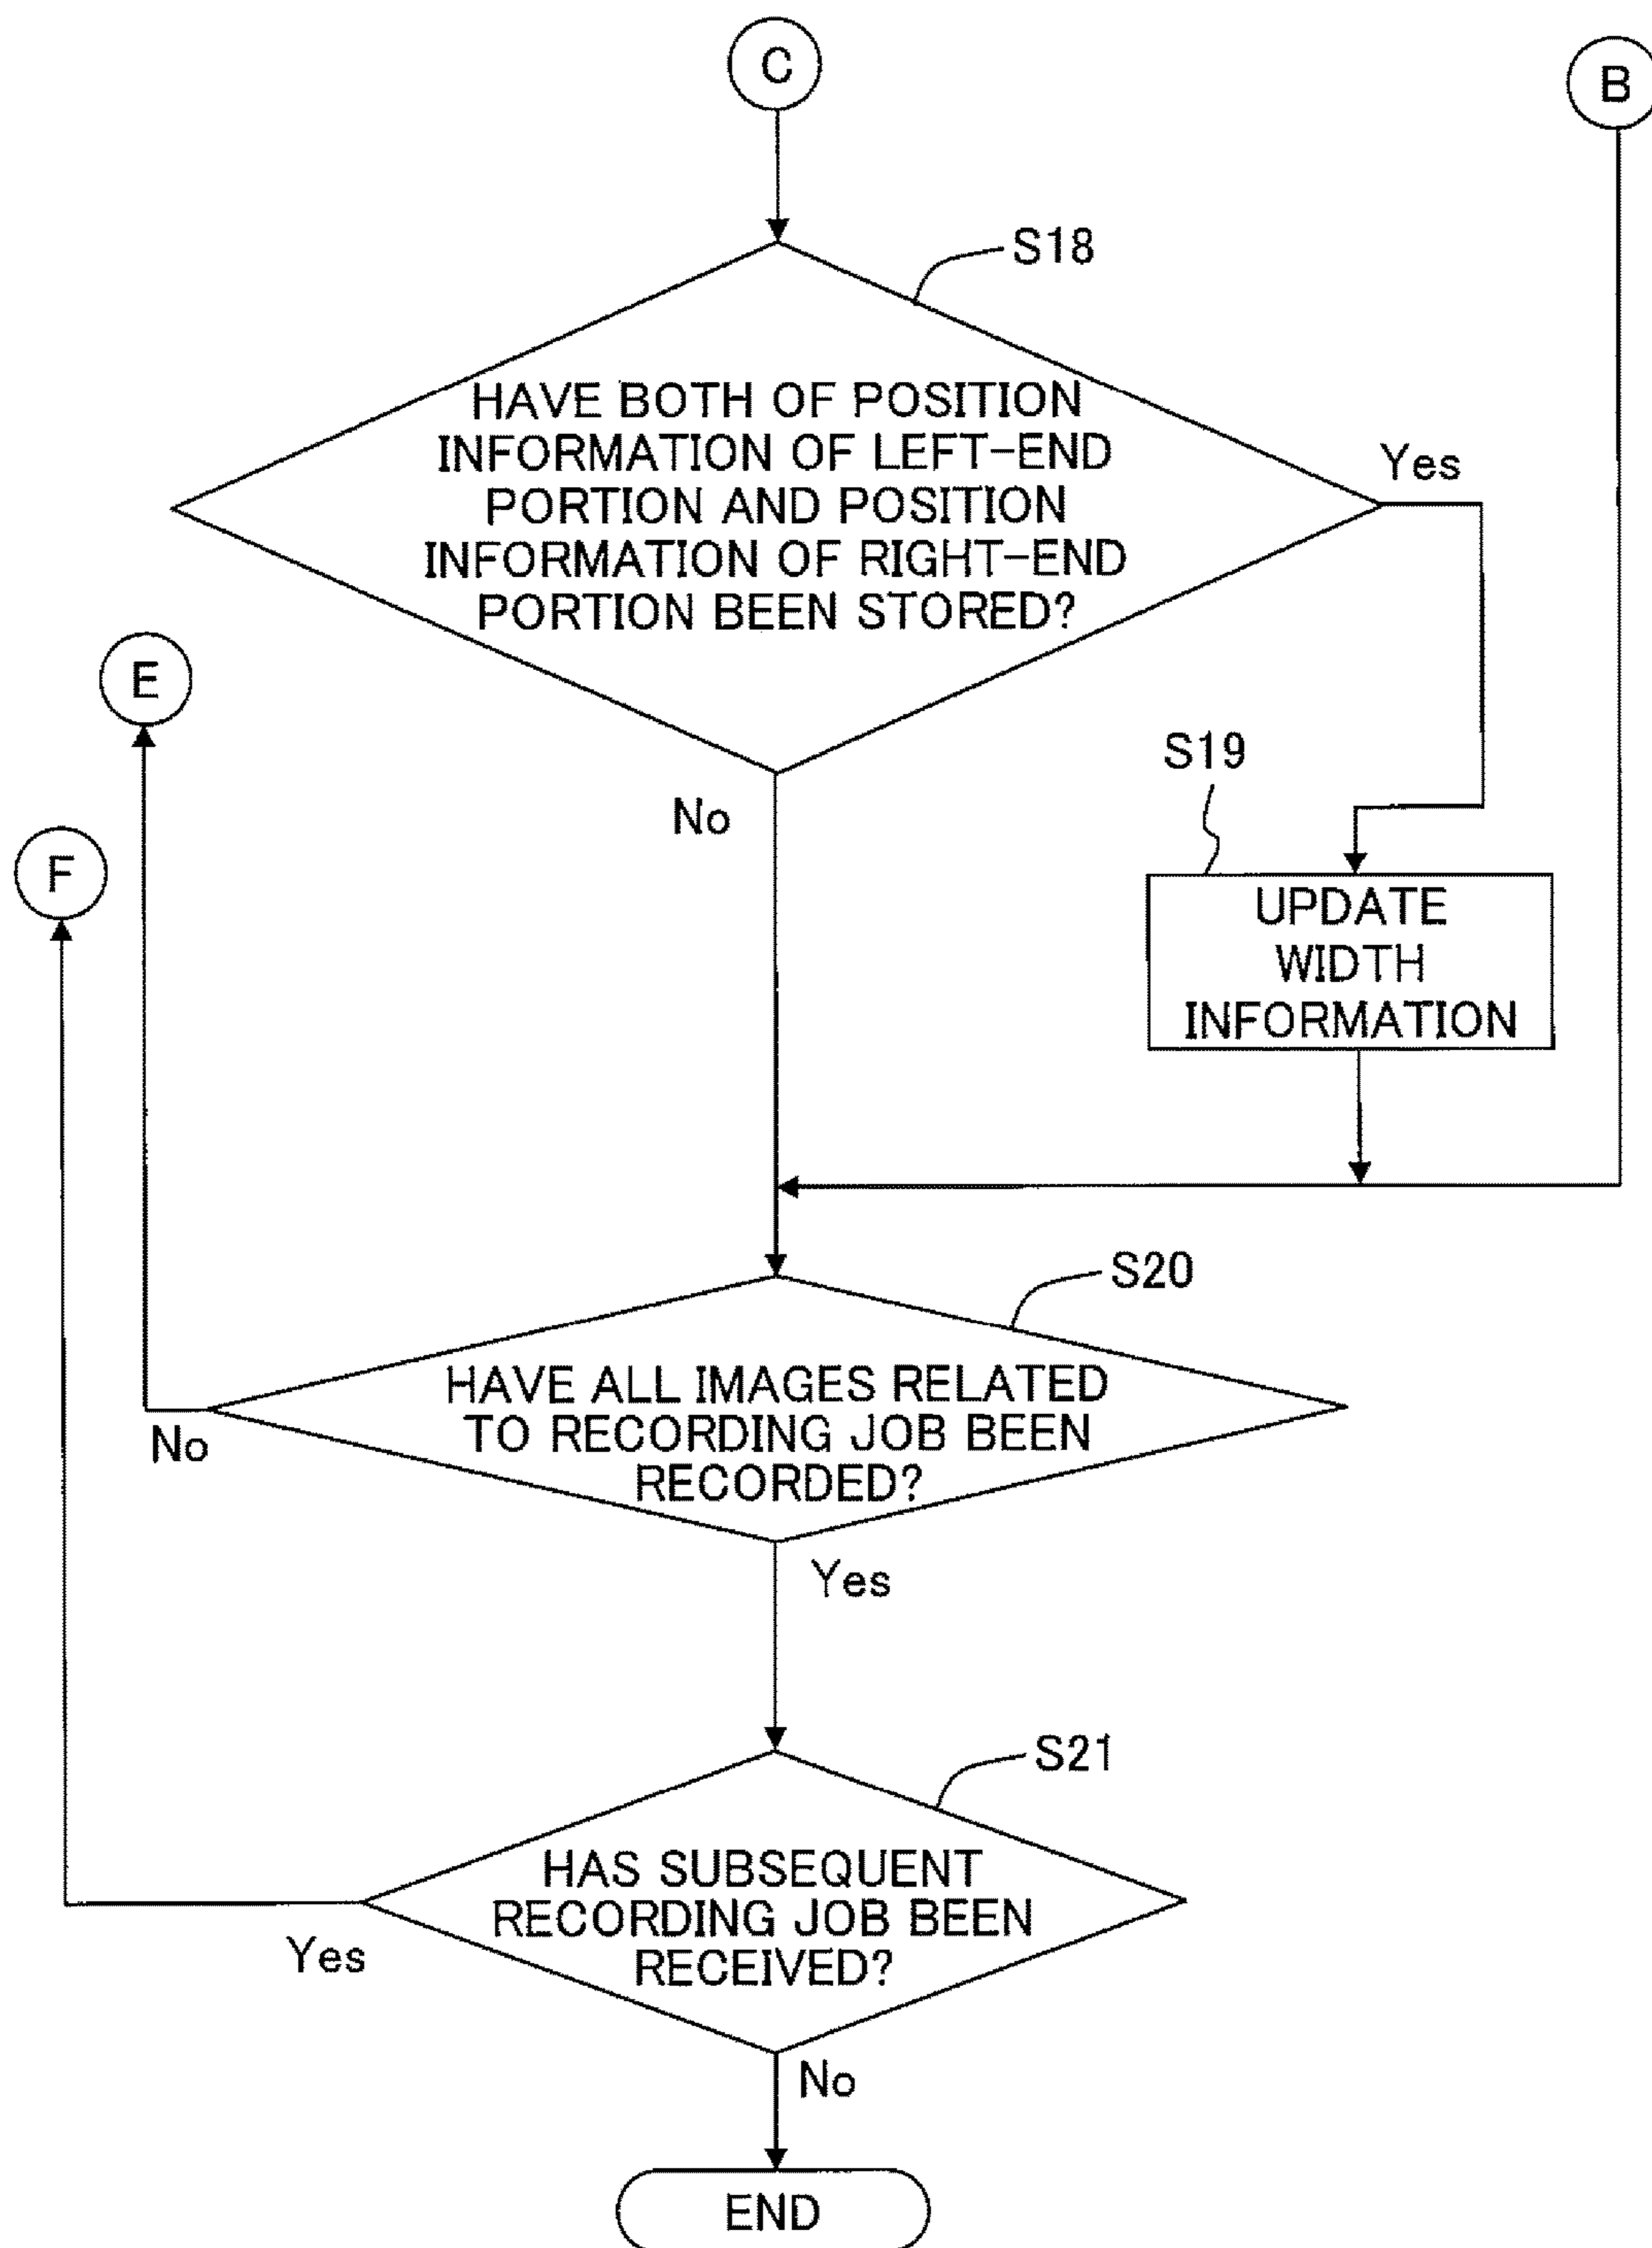 C
B
S18
HAVE BOTH OF POSITION
INFORMATION OF LEFT-END
PORTION AND POSITION
INFORMATION OF RIGHT-END
PORTION BEEN STORED?
Yes
E
S19
No
F
UPDATE
WIDTH
INFORMATION
S20
HAVE ALL IMAGES RELATED
TO RECORDING JOB BEEN
RECORDED?
No
Yes
S21
HAS SUBSEQUENT
RECORDING JOB BEEN
RECEIVED?
Yes
No
END